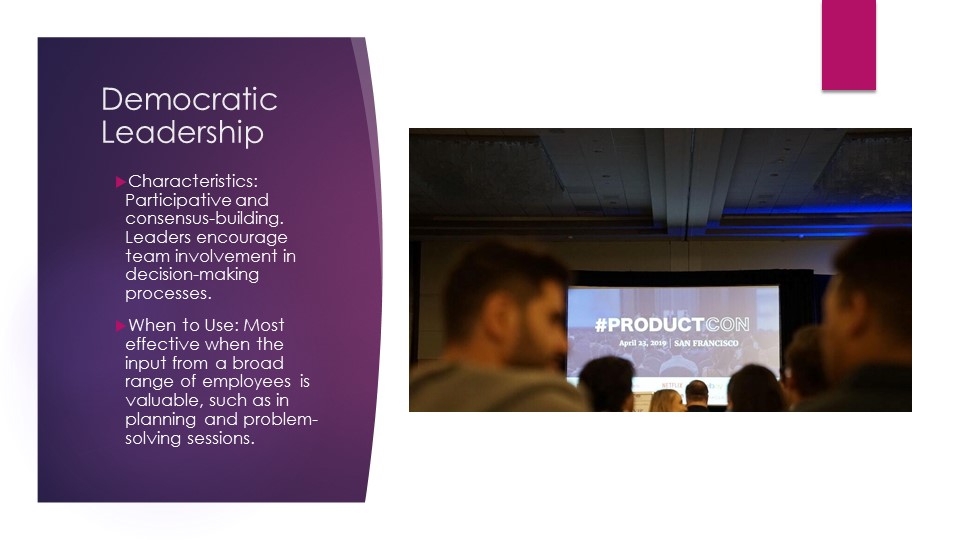 Democratic
Leadership
Characteristics:
Participative and
consensus-building.
Leaders encourage
team involvement in
decision-making
processes.
When to Use: Most
effective when the
input from a broad
range of employees is
valuable, such as in
planning and problem-
solving sessions.
#PRODUCTCON
April 23, 2019 | SAN FRANCISCO
NETFLIX